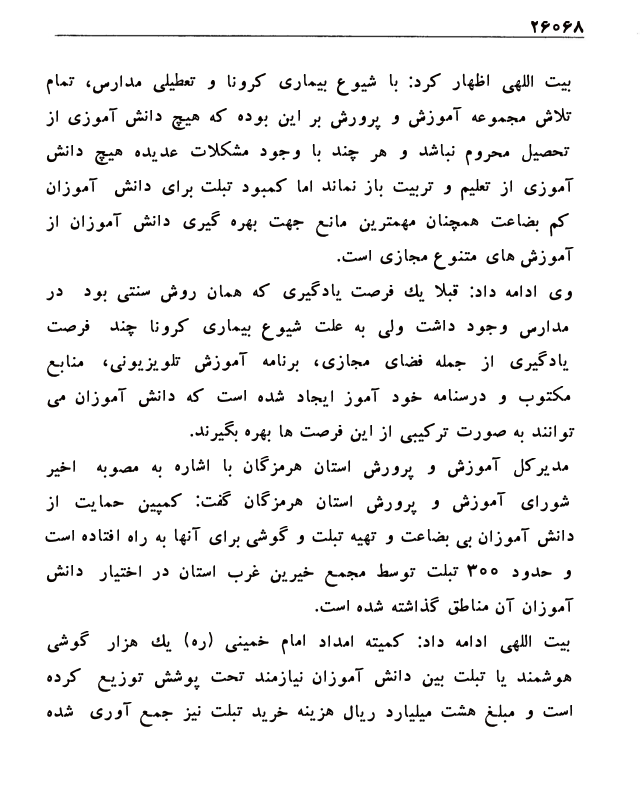 ۲۶۰۶۸
بیت اللهی اظهار کرد: با شیوع بیماری کرونا و تعطیلی مدارس، تمام
تلاش مجموعه آموزش و پرورش بر این بوده که هیچ دانش آموزی از
تحصیل محروم نباشد و هر چند با وجود مشکلات عدیده هیچ دانش
آموزی از تعلیم و تربیت باز نماند اما کمبود تبلت برای دانش آموزان
کم بضاعت همچنان مهمترین مانع جهت بهره گیری دانش آموزان از
آموزش های متنوع مجازی است.
وی ادامه داد: قبلا یك فرصت یادگیری که همان روش سنتی بود در
مدارس وجود داشت ولی به علت شیوع بیماری کرونا چند فرصت
یادگیری از جمله فضای مجازی، برنامه آموزش تلویزیونی، منابع
مکتوب و درسنامه خود آموز ایجاد شده است که دانش آموزان می
توانند به صورت ترکیبی از این فرصت ها بهره بگیرند.
مدیرکل آموزش و پرورش استان هرمزگان با اشاره به مصوبه اخیر
شورای آموزش و پرورش استان هرمزگان گفت: کمپین حمایت از
دانش آموزان بی بضاعت و تهیه تبلت و گوشی برای آنها به راه افتاده است
و حدود ۳۰۰ تبلت توسط مجمع خیرین غرب استان در اختیار دانش
آموزان آن مناطق گذاشته شده است.
بیت اللهی ادامه داد: کمیته امداد امام خمینی (ره) یك هزار گوشی
هوشمند یا تبلت بین دانش آموزان نیازمند تحت پوشش توزیع کرده
است و مبلغ هشت میلیارد ریال هزینه خرید تبلت نیز جمع آوری شده